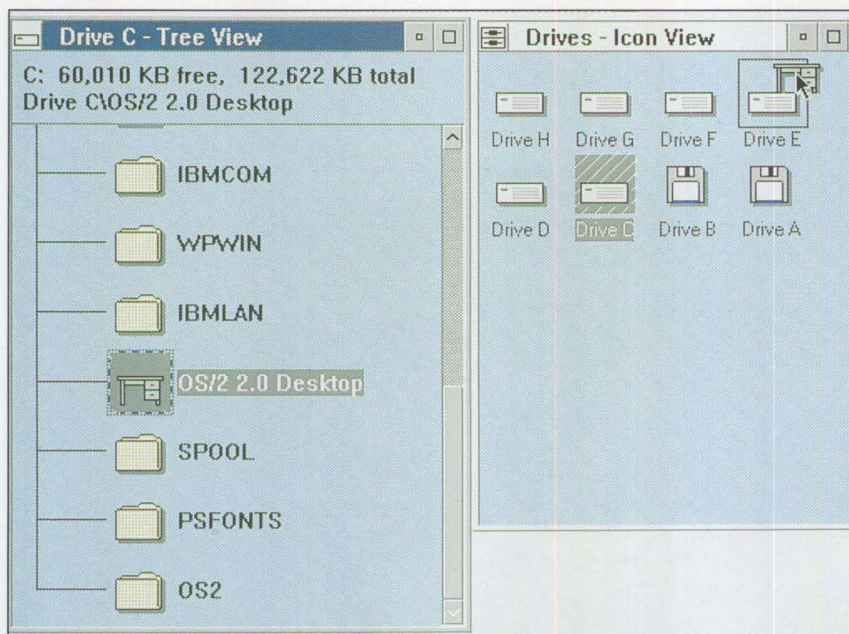 Drive C - Tree View
C: 60,010 KB free, 122,622 KB total
Drive C\OS/2 2.0 Desktop
IBMCOM
WPWIN
IBMLAN
OS/2 2.0 Desktop
SPOOL
PSFONTS
OS2
Drives - Icon View
Drive H Drive G Drive F Drive E
Drive D Drive C Drive B Drive A